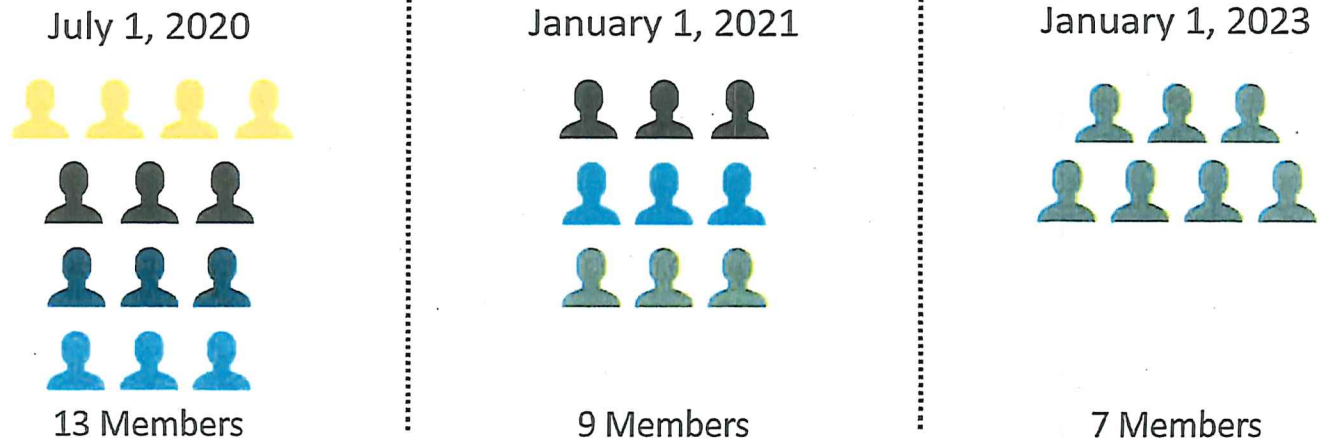 July 1, 2020
13 Members
January 1, 2021
9 Members
January 1, 2023
7 Members